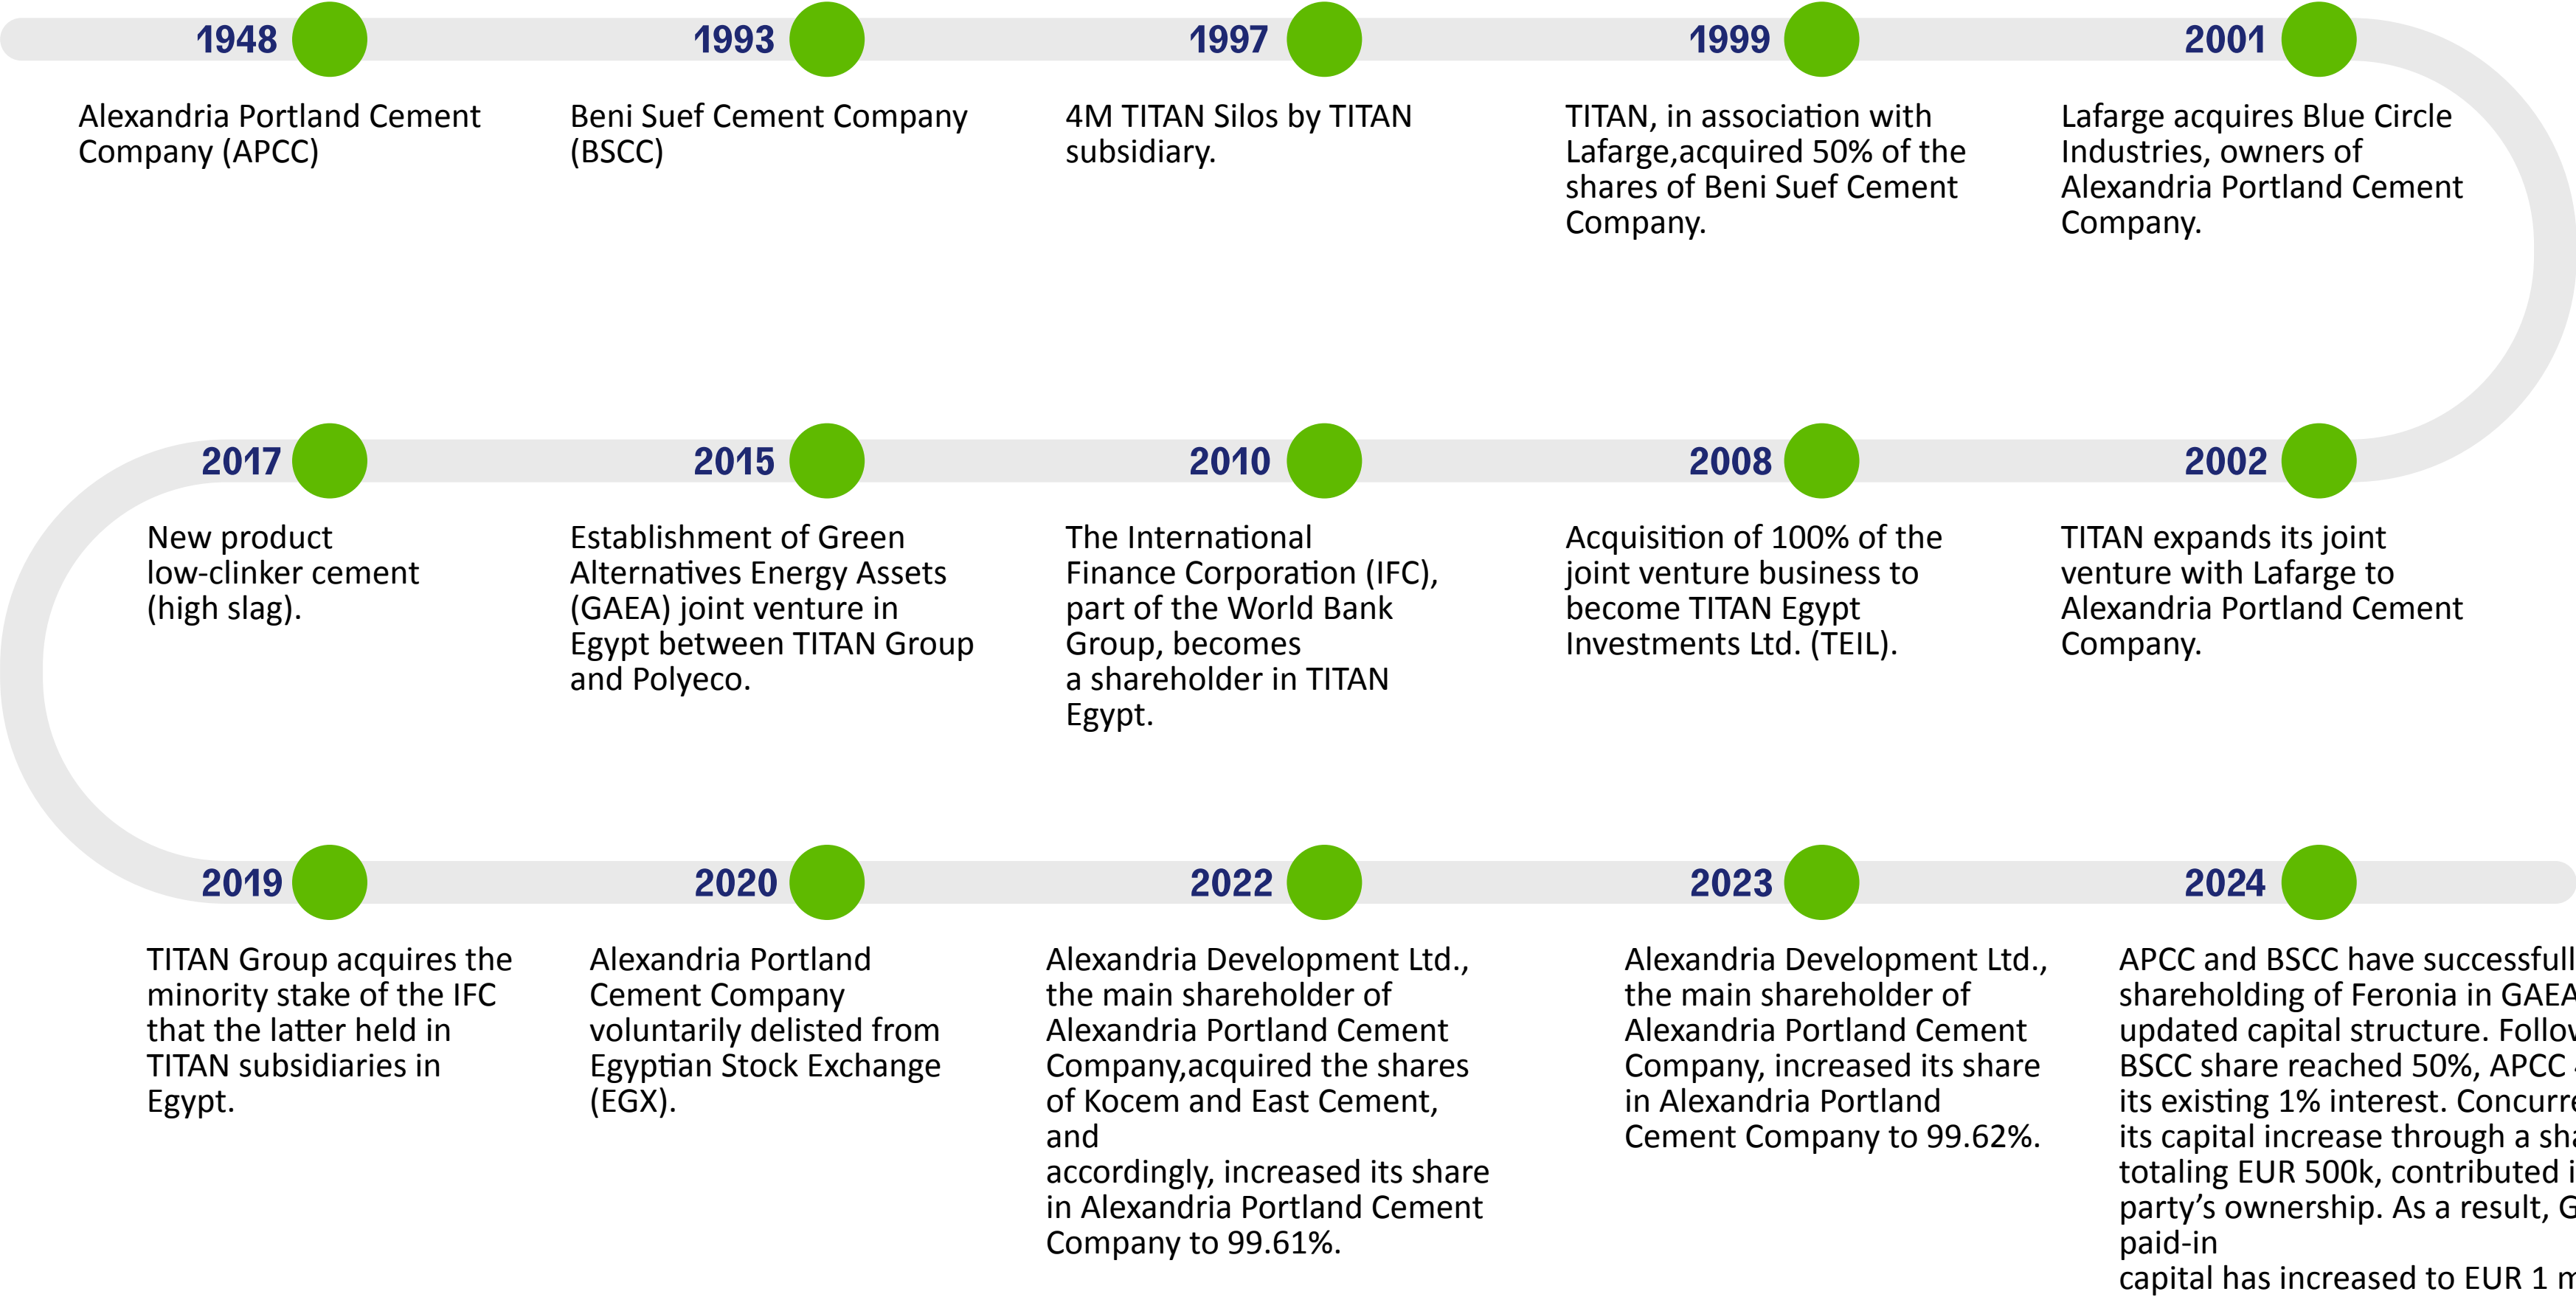 1948
Alexandria Portland Cement
Company (APCC)
1993
Beni Suef Cement Company
(BSCC)
1997
4M TITAN Silos by TITAN
subsidiary.
1999
TITAN, in association with
Lafarge,acquired 50% of the
shares of Beni Suef Cement
Company.
2001
Lafarge acquires Blue Circle
Industries, owners of
Alexandria Portland Cement
Company.
2002
TITAN expands its joint
venture with Lafarge to
Alexandria Portland Cement
Company.
2008
Acquisition of 100% of the
joint venture business to
become TITAN Egypt
Investments Ltd. (TEIL).
2010
The International
Finance Corporation (IFC),
part of the World Bank
Group, becomes
a shareholder in TITAN
Egypt.
2015
Establishment of Green
Alternatives Energy Assets
(GAEA) joint venture in
Egypt between TITAN Group
and Polyeco.
2017
New product
low-clinker cement
(high slag).
2019
TITAN Group acquires the
minority stake of the IFC
that the latter held in
TITAN subsidiaries in
Egypt.
2020
Alexandria Portland
Cement Company
voluntarily delisted from
Egyptian Stock Exchange
(EGX).
2022
Alexandria Development Ltd.,
the main shareholder of
Alexandria Portland Cement
Company,acquired the shares
of Kocem and East Cement,
and
accordingly, increased its share
in Alexandria Portland Cement
Company to 99.61%.
2023
Alexandria Development Ltd.,
the main shareholder of
Alexandria Portland Cement
Company, increased its share
in Alexandria Portland
Cement Company to 99.62%.
2024
APCC and BSCC have
shareholding of Feronia in GAEA
updated capital structure.
BSCC share reached 50%, APCC
its existing 1% interest.
its capital increase through a
totaling EUR 500k, contributed
party's ownership. As a result,
paid-in
capital has increased to EUR 1